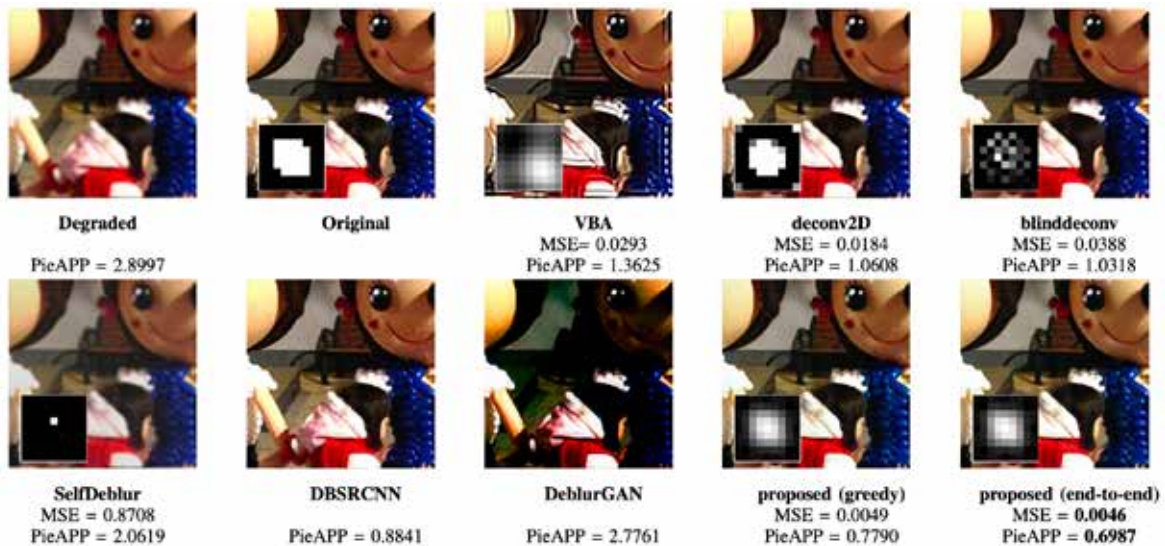 Degraded
PieAPP = 2.8997
Original
VBA
MSE= 0.0293
PieAPP = 1.3625
deconv2D
MSE = 0.0184
PieAPP = 1.0608
blinddeconv
MSE = 0.0388
PieAPP = 1.0318
SelfDeblur
MSE = 0.8708
PieAPP = 2.0619
DBSRCNN
PieAPP = 0.8841
DeblurGAN
PieAPP = 2.7761
proposed (greedy)
MSE = 0.0049
PieAPP = 0.7790
proposed (end-to-end)
MSE = 0.0046
PieAPP = 0.6987